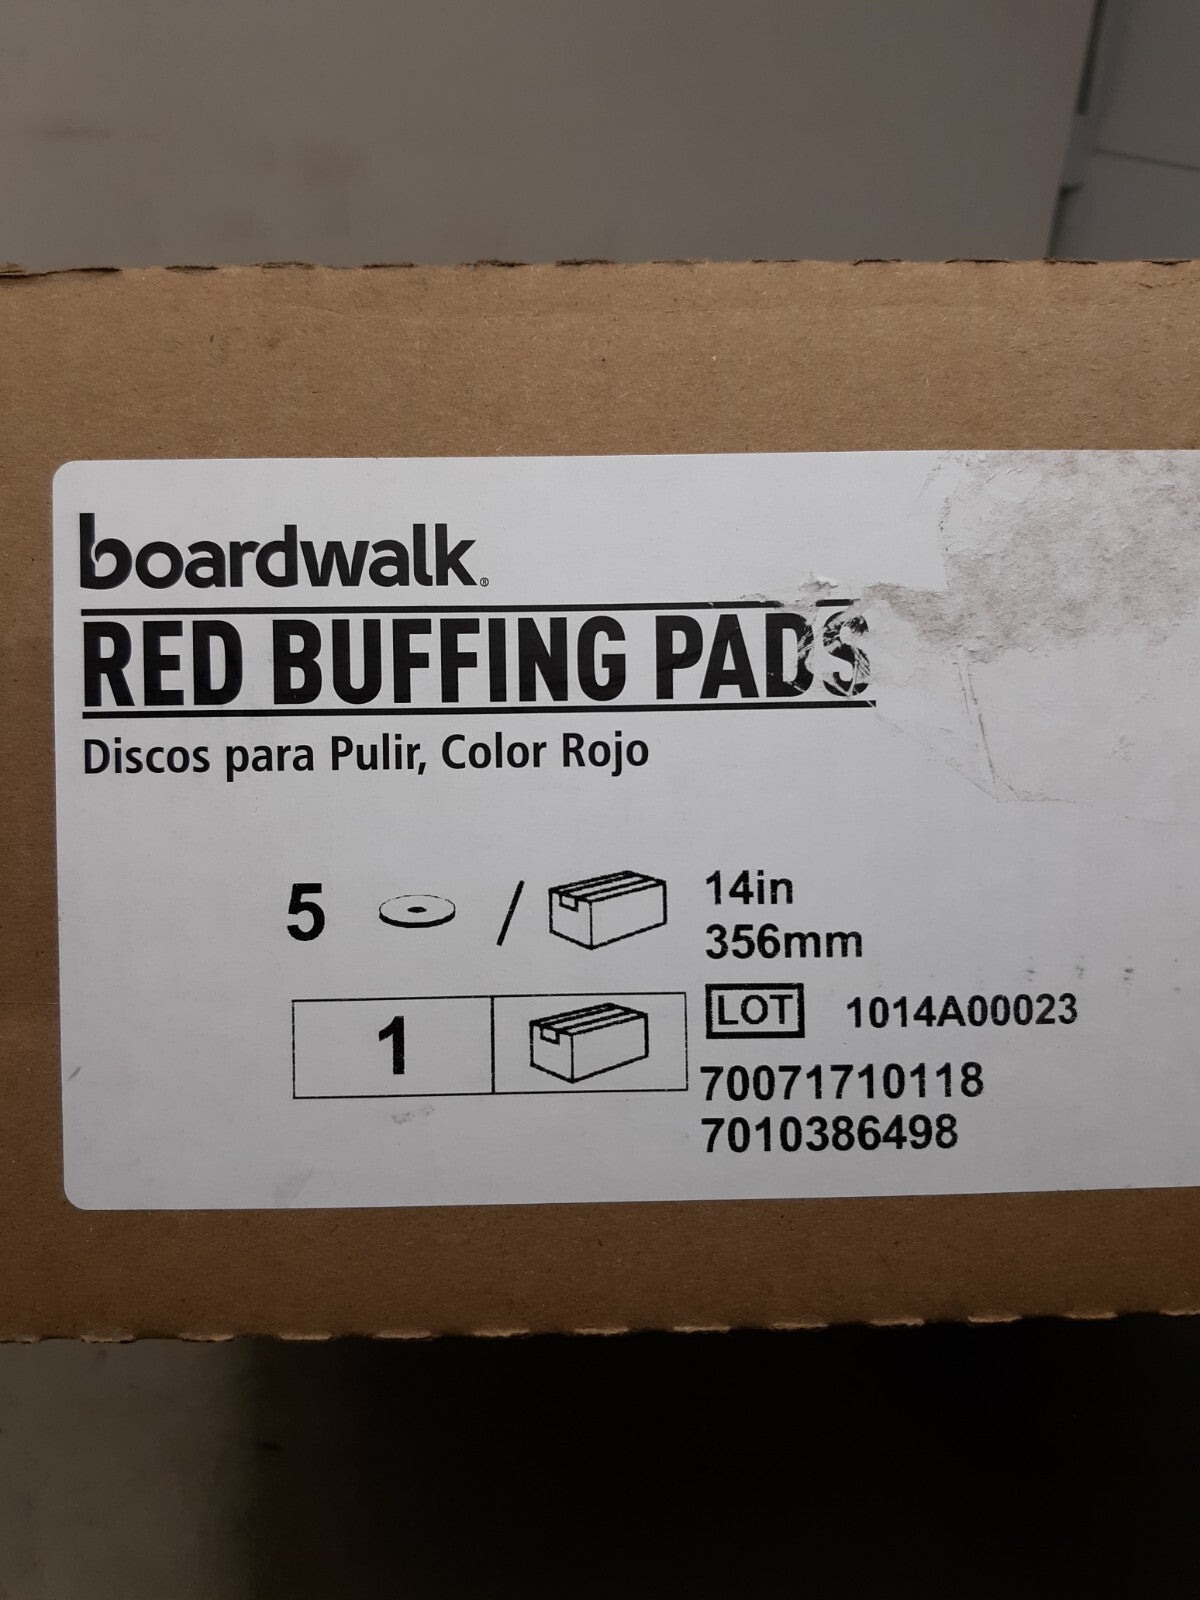 boardwalk®
RED BUFFING PADS
Discos para Pulir, Color Rojo
5 /
14in
356mm
1
LOT 1014A00023
70071710118
7010386498